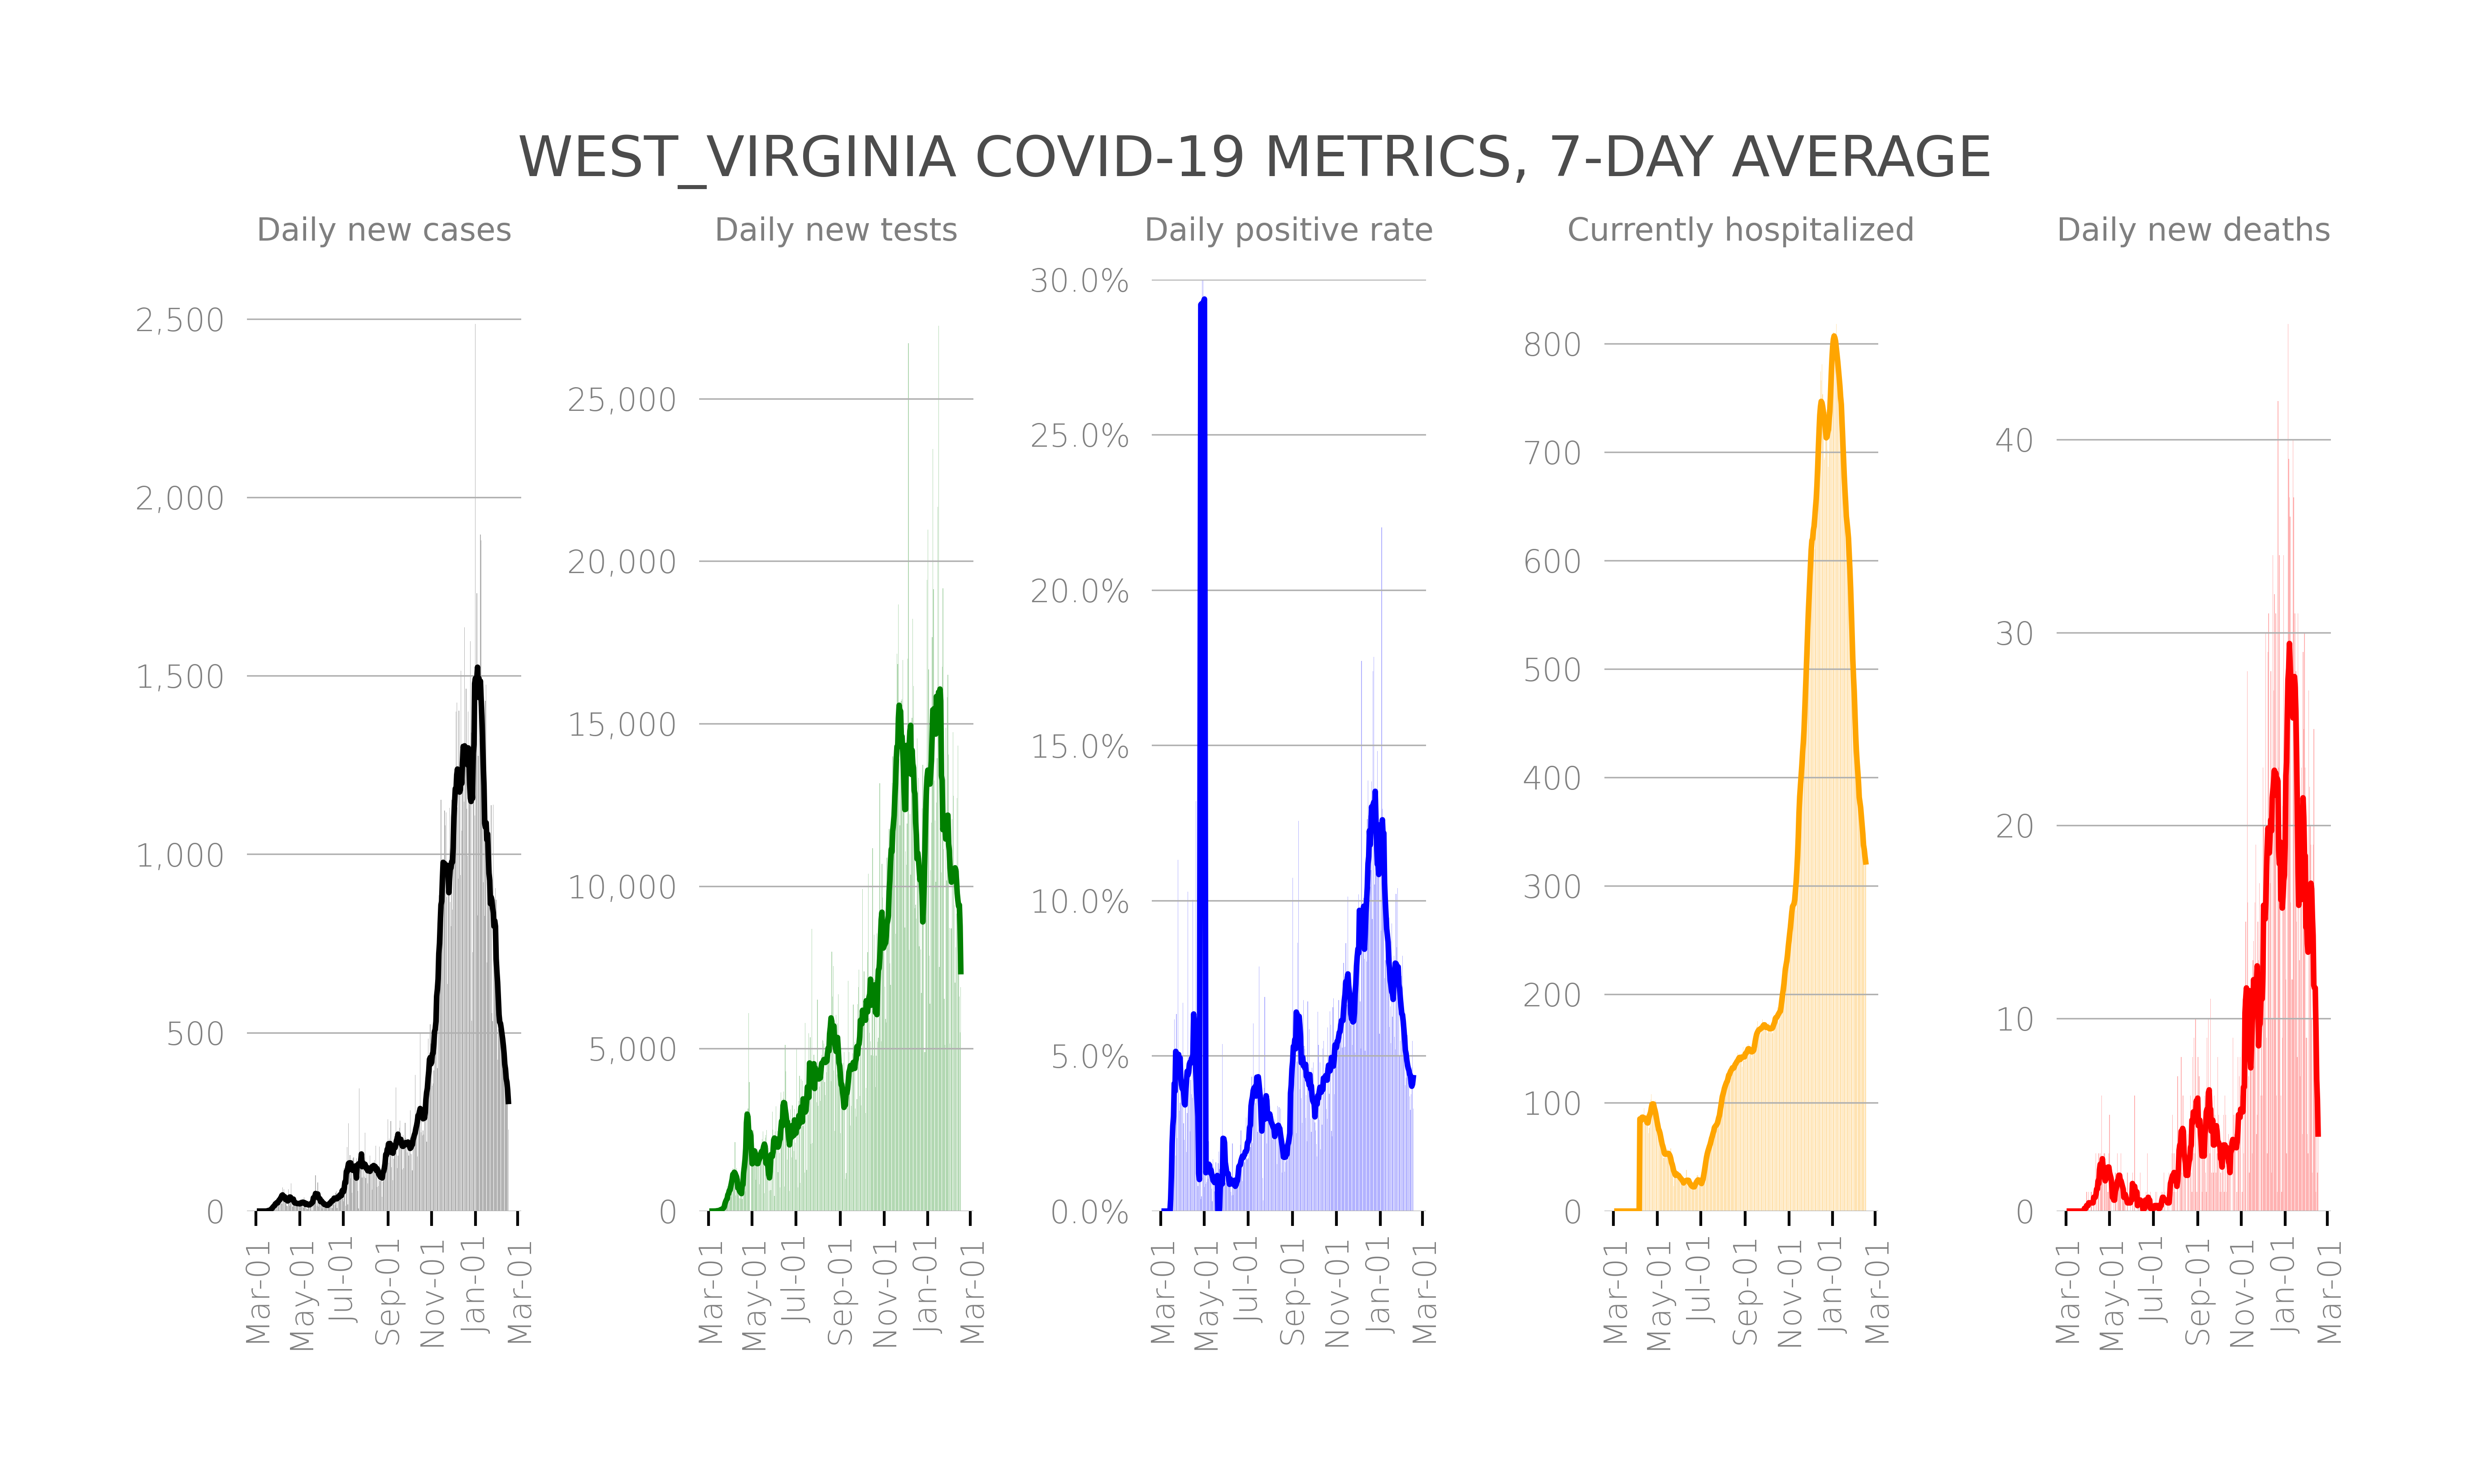 WEST_VIRGINIA COVID-19 METRICS, 7-DAY AVERAGE
Daily new cases
2,500
2,000
1,500
1,000
500
0
Mar-01
May-01
Jul-01
Sep-01
Nov-01
Jan-01
Mar-01
Daily new tests
25,000
20,000
15,000
10,000
5,000
0
Mar-01
May-01
Jul-01
Sep-01
Nov-01
Jan-01
Mar-01
Daily positive rate
30.0%
25.0%
20.0%
15.0%
10.0%
5.0%
0.0%
Mar-01
May-01
Jul-01
Sep-01
Nov-01
Jan-01
Mar-01
Currently hospitalized
800
700
600
500
400
300
200
100
0
Mar-01
May-01
Jul-01
Sep-01
Nov-01
Jan-01
Mar-01
Daily new deaths
40
30
20
10
0
Mar-01
May-01
Jul-01
Sep-01
Nov-01
Jan-01
Mar-01